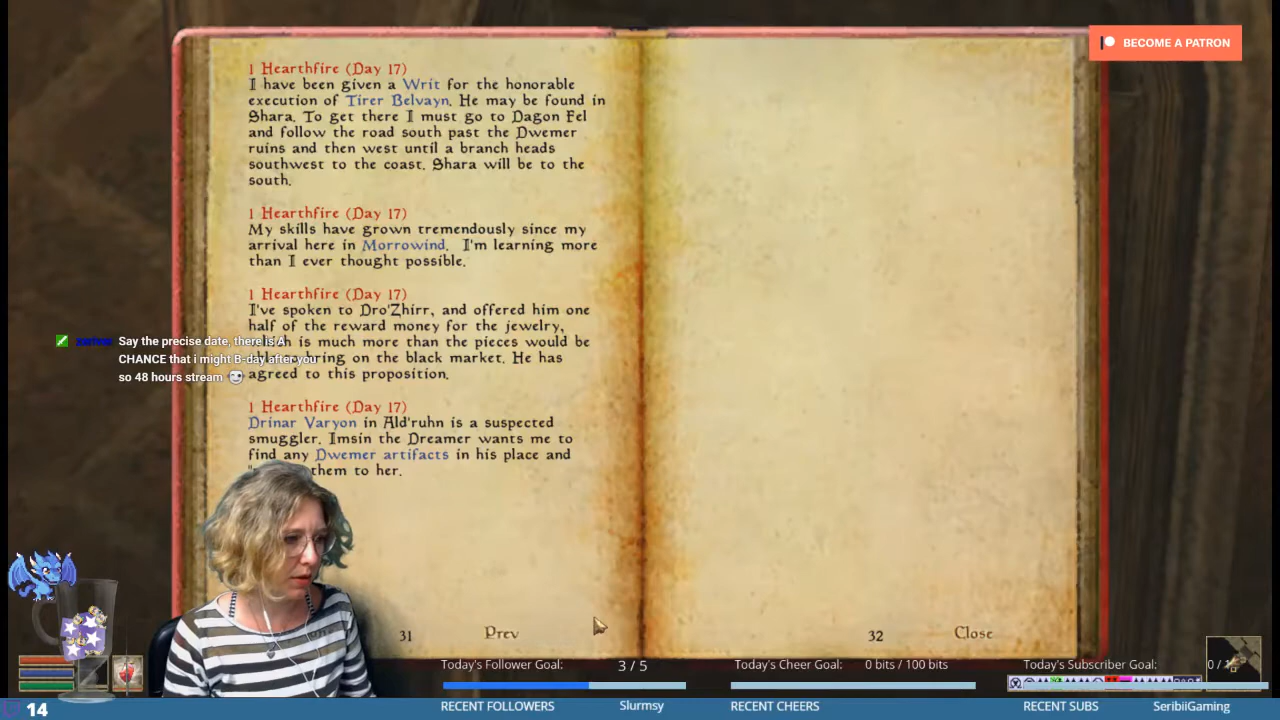 BECOME A PATRON
1 Hearthfire (Day 17)
I have been given a Writ for the honorable
execution of Tirer Belvayn. He may be found in
Shara. To get there I must go to Dagon Fel
and follow the road south past the Dwemer
ruins and then west until a branch heads
southwest to the coast. Shara will be to the
south.
1 Hearthfire (Day 17)
My skills have grown tremendously since my
arrival here in Morrowind. I'm learning more
than I ever thought possible.
1 Hearthfire (Day 17)
I've spoken to Dro'Zhirr, and offered him one
half of the reward money for the jewelry,
is much more than the pieces would be
on the black market. He has
agreed to this proposition.
Say the precise date, there is A
CHANCE that i might B-day after you
so 48 hours stream
1 Hearthfire (Day 17)
Drinar Varyon in Ald'ruhn is a suspected
smuggler. Imsin the Dreamer wants me to
find any Dwemer artifacts in his place and
them to her.
31
Prev
32
Close
Today's Follower Goal: 3 / 5
Today's Cheer Goal: 0 bits / 100 bits
Today's Subscriber Goal: 0 /
14
RECENT FOLLOWERS Slurmsy
RECENT CHEERS
RECENT SUBS SeribiiGaming